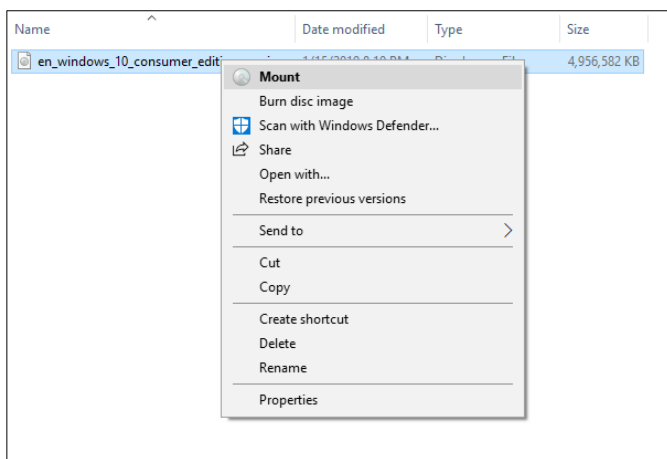 Name Date modified Type Size
en_windows_10_consumer_editi 4,956,582 KB
Mount
Burn disc image
Scan with Windows Defender...
Share
Open with...
Restore previous versions
Send to
Cut
Copy
Create shortcut
Delete
Rename
Properties